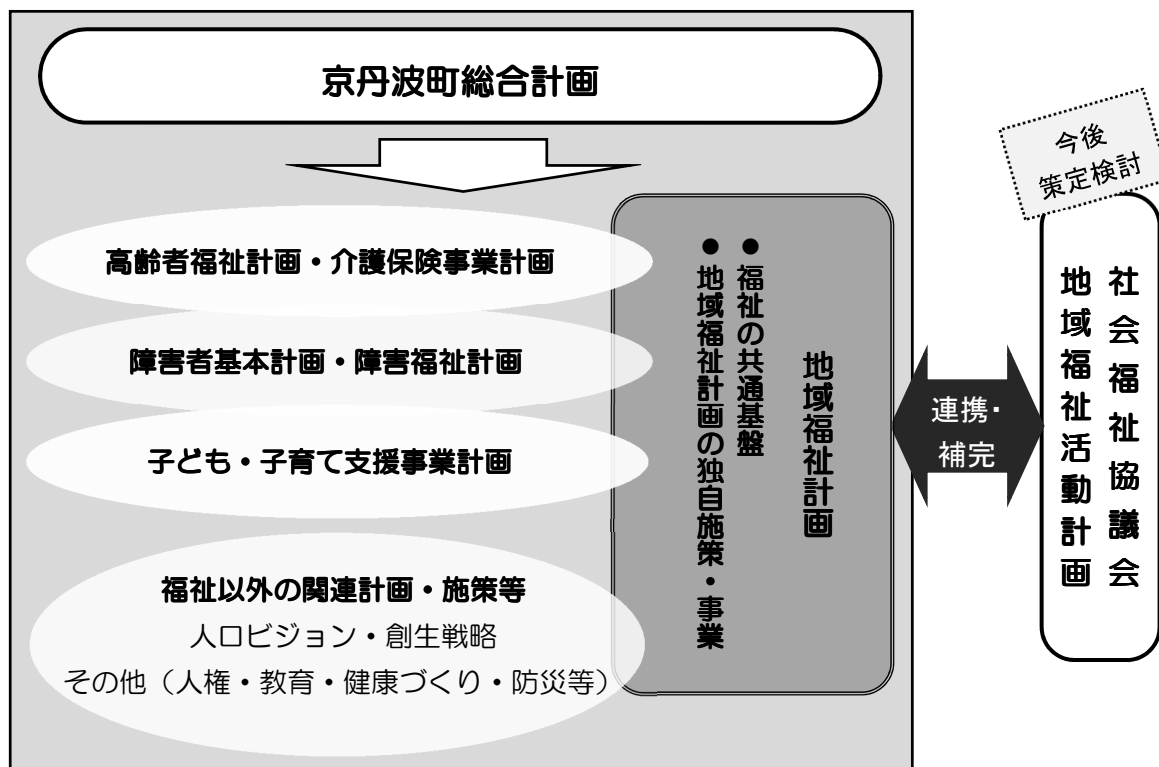 京丹波町総合計画
今後
策定検討
高齢者福祉計画・介護保険事業計画
障害者基本計画・障害福祉計画
子ども・子育て支援事業計画
福祉以外の関連計画・施策等
人口ビジョン・創生戦略
その他（人権・教育・健康づくり・防災等）
地域福祉計画
● 福祉の共通基盤
● 地域福祉計画の独自施策・事業
連携・
補完
社会福祉協議会
地域福祉活動計画